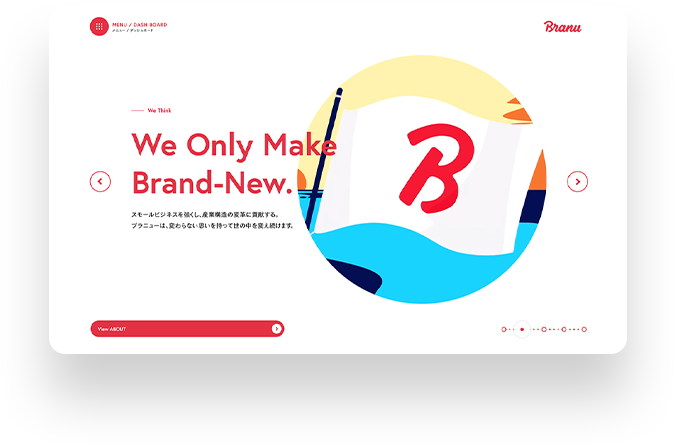 MENU / DASH BOARD
メニュー / ダッシュボード
Branu
We Think
We Only Make
Brand-New.
スモールビジネスを強くし、産業構造の変革に貢献する。
ブラニューは、変わらない思いを持って世の中を変え続けます。
B
View ABOUT